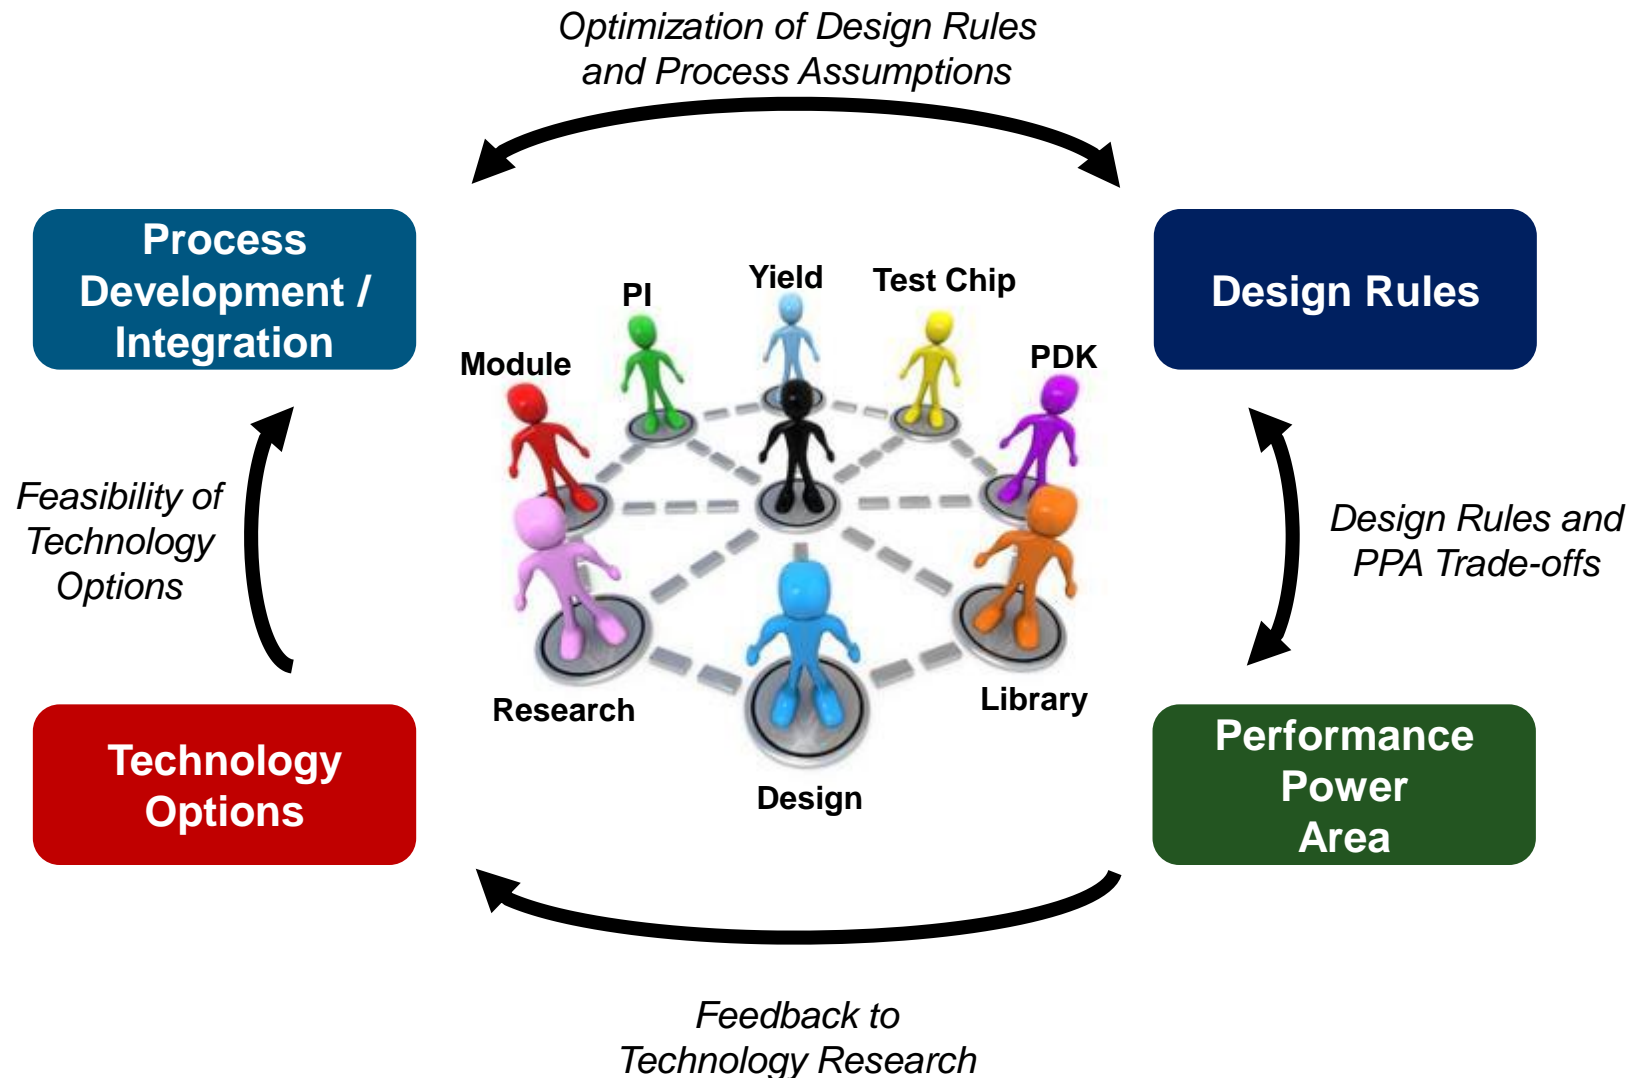 Optimization of Design Rules
and Process Assumptions
Process
Development /
Integration
Design Rules
Yield
Test Chip
PI
PDK
Module
Feasibility of
Technology
Options
Design Rules and
PPA Trade-offs
Research
Library
Design
Technology
Options
Performance
Power
Area
Feedback to
Technology Research